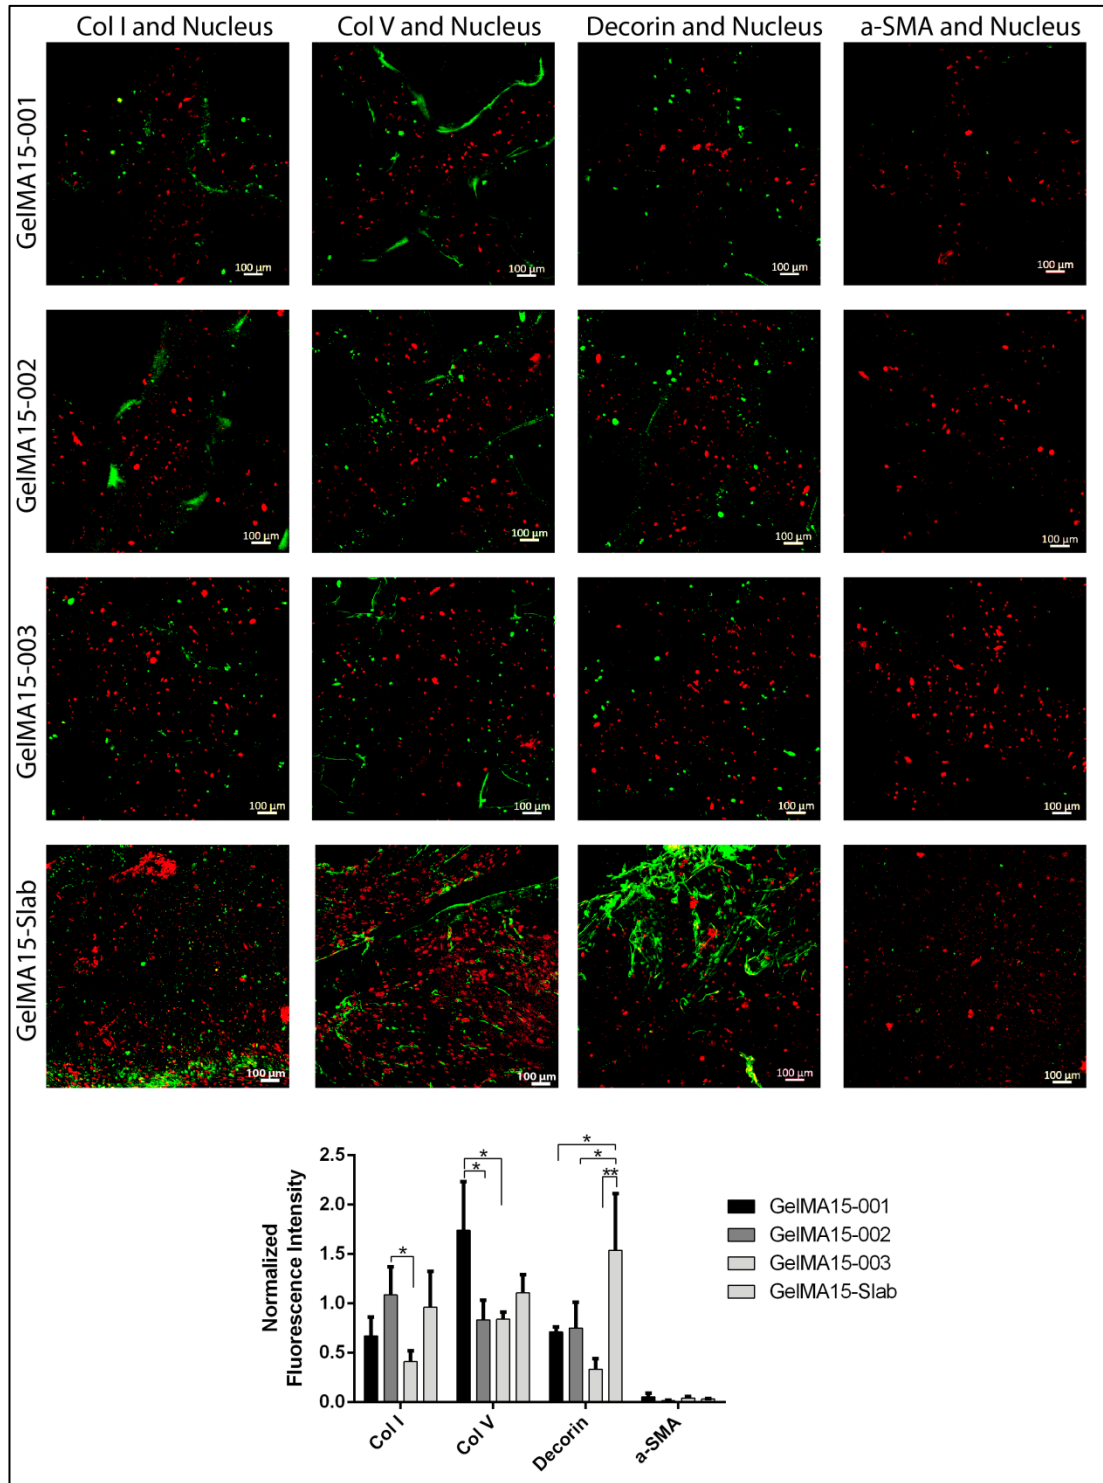 Col I and Nucleus
Col V and Nucleus
Decorin and Nucleus
a-SMA and Nucleus
GelMA15-001
100 µm
100 µm
100 µm
100 µm
GelMA15-002
100 µm
100 µm
100 µm
100 µm
GelMA15-003
100 µm
100 µm
100 µm
100 µm
GelMA15-Slab
100 µm
100 µm
100 µm
100 µm
Normalized
Fluorescence Intensity
2.5
2.0
1.5
1.0
0.5
0.0
*
*
*
*
*
**
Col I
Col V
Decorin
a-SMA
GelMA15-001
GelMA15-002
GelMA15-003
GelMA15-Slab